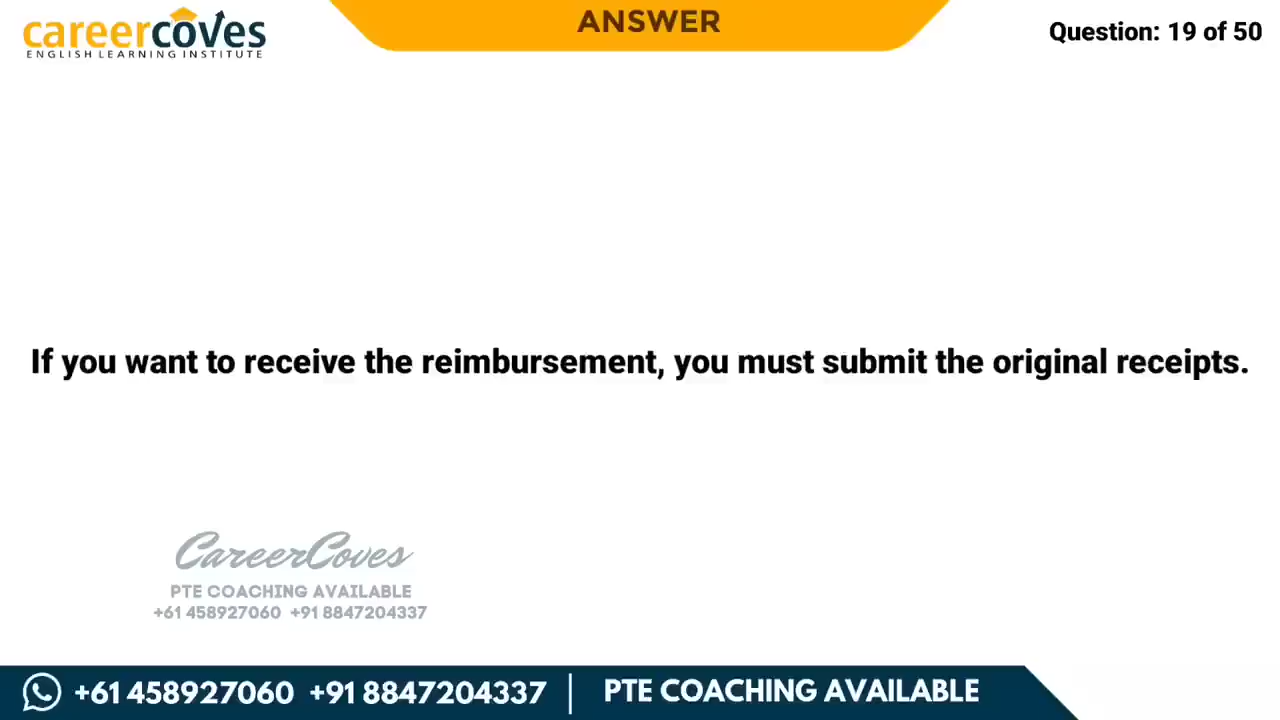 careercoves
ENGLISH LEARNING INSTITUTE
ANSWER
Question: 19 of 50
If you want to receive the reimbursement, you must submit the original receipts.
CareerCoves
PTE COACHING AVAILABLE
+61 458927060 +91 8847204337
+61 458927060 +91 8847204337 | PTE COACHING AVAILABLE